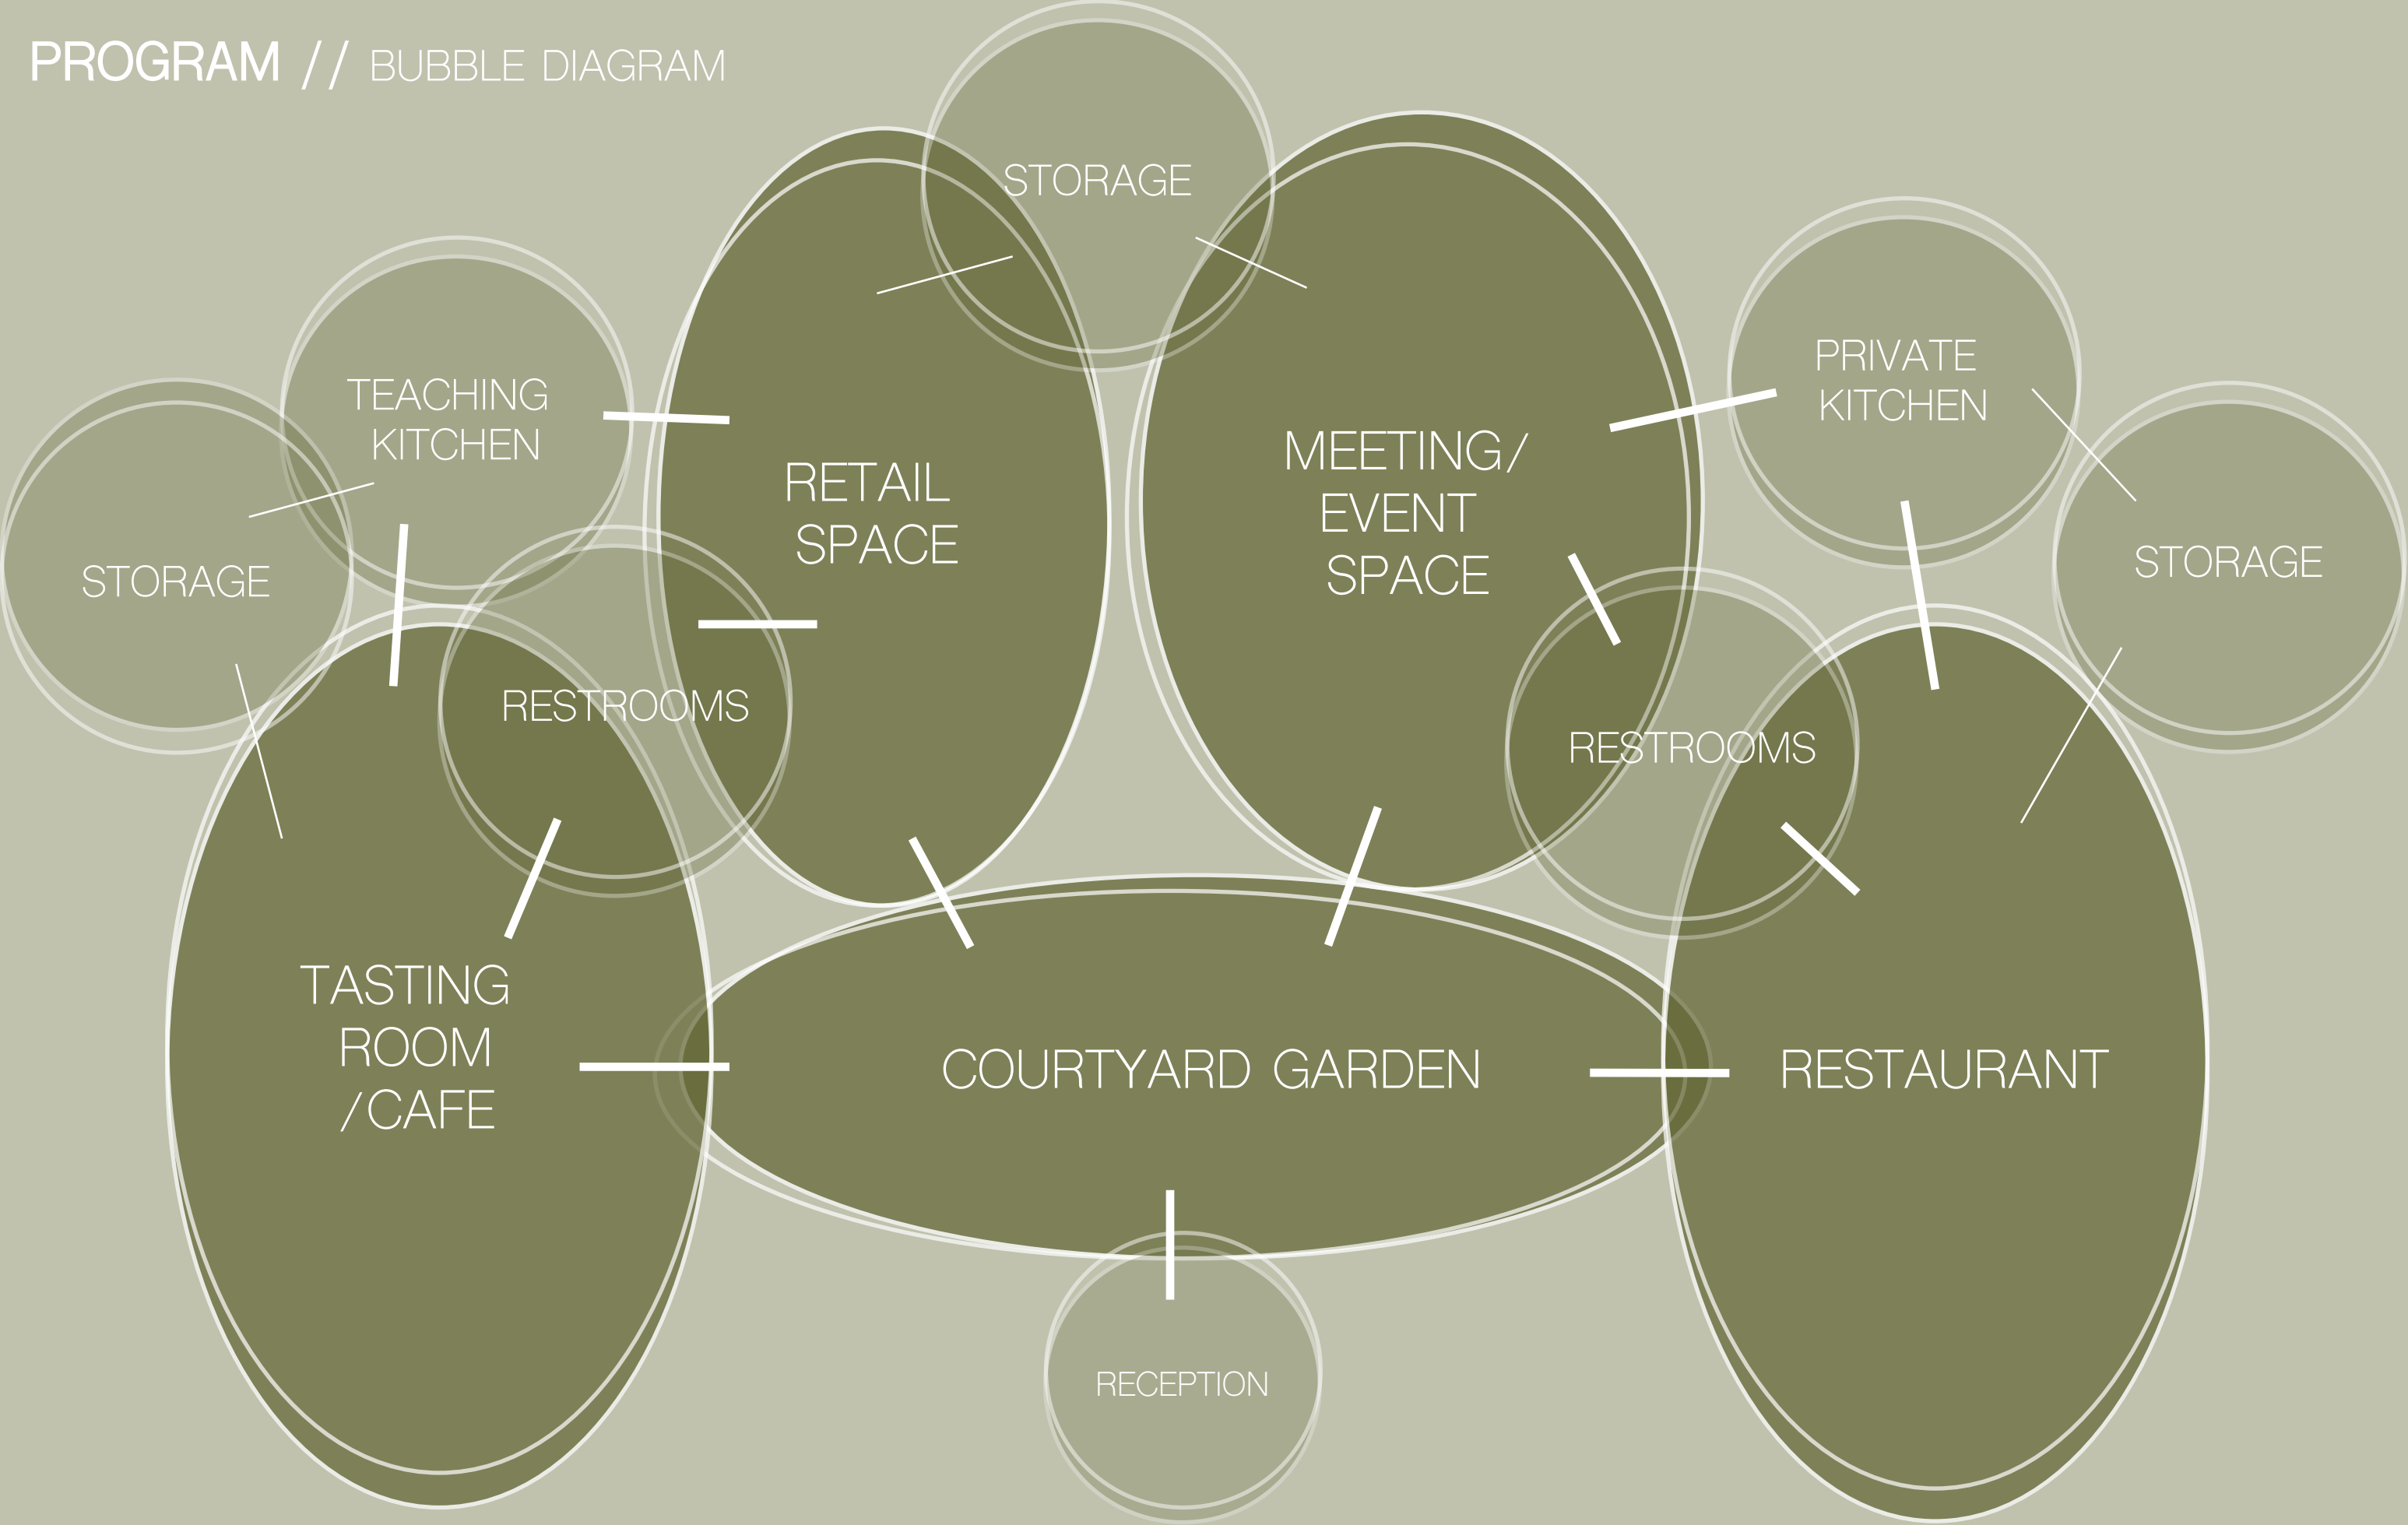 PROGRAM // BUBBLE DIAGRAM
STORAGE
TEACHING
KITCHEN
PRIVATE
KITCHEN
RETAIL
SPACE
MEETING/
EVENT
SPACE
STORAGE
STORAGE
RESTROOMS
RESTROOMS
TASTING
ROOM
/CAFE
COURTYARD GARDEN
RESTAURANT
RECEPTION